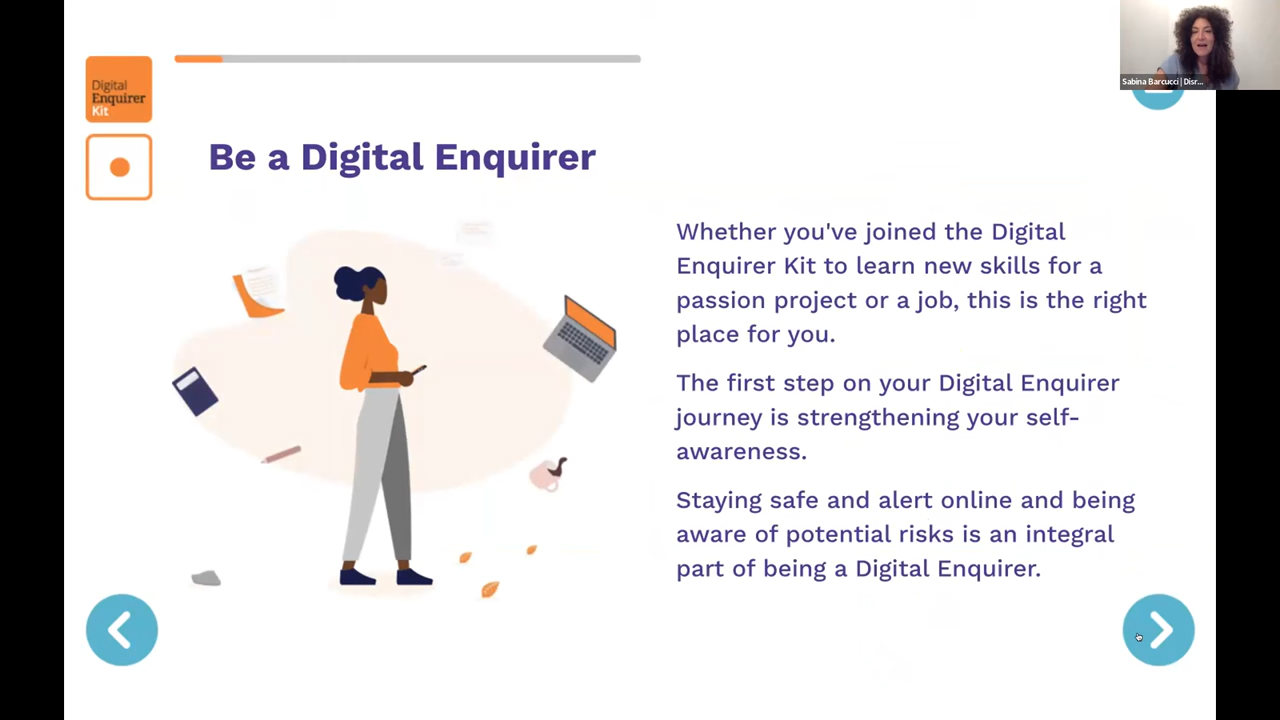 Sabina Barcucci | Disr...
Digital
Enquirer
Kit
Be a Digital Enquirer
Whether you've joined the Digital
Enquirer Kit to learn new skills for a
passion project or a job, this is the right
place for you.
The first step on your Digital Enquirer
journey is strengthening your self-
awareness.
Staying safe and alert online and being
aware of potential risks is an integral
part of being a Digital Enquirer.